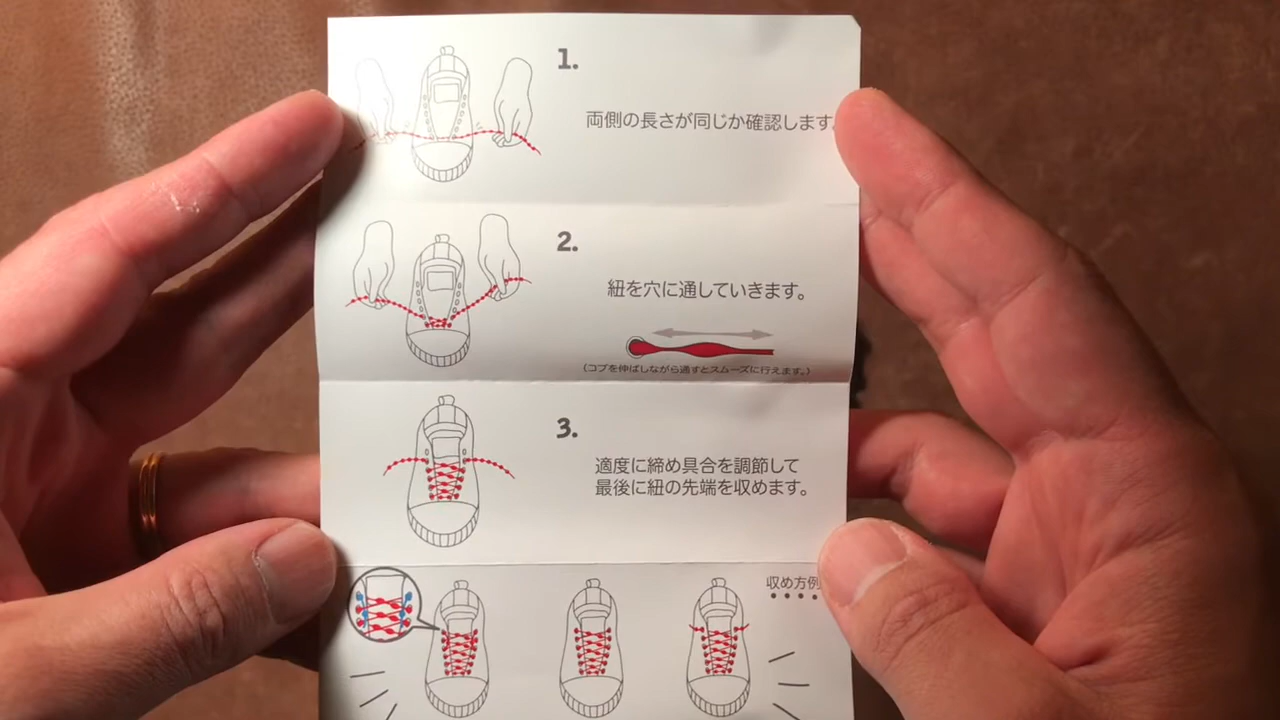 1.
両側の長さが同じか確認します。
2.
紐を穴に通していきます。
(コブを伸ばしながら通すとスムーズに行えます。)
3.
適度に締め具合を調節して
最後に紐の先端を収めます。
収め方例